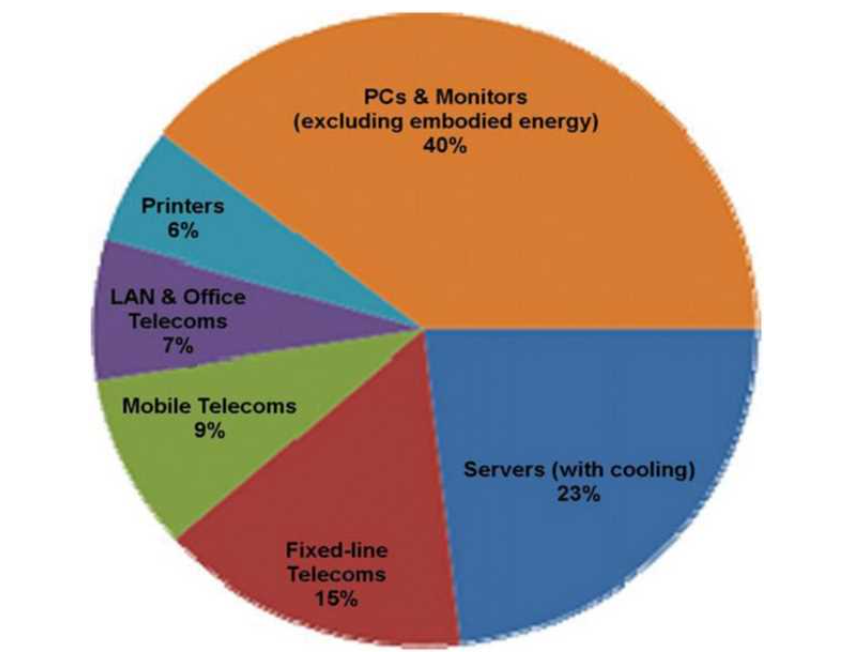 PCs & Monitors
(excluding embodied energy)
40%
Printers
6%
LAN & Office
Telecoms
7%
Mobile Telecoms
9%
Servers (with cooling)
23%
Fixed-line
Telecoms
15%